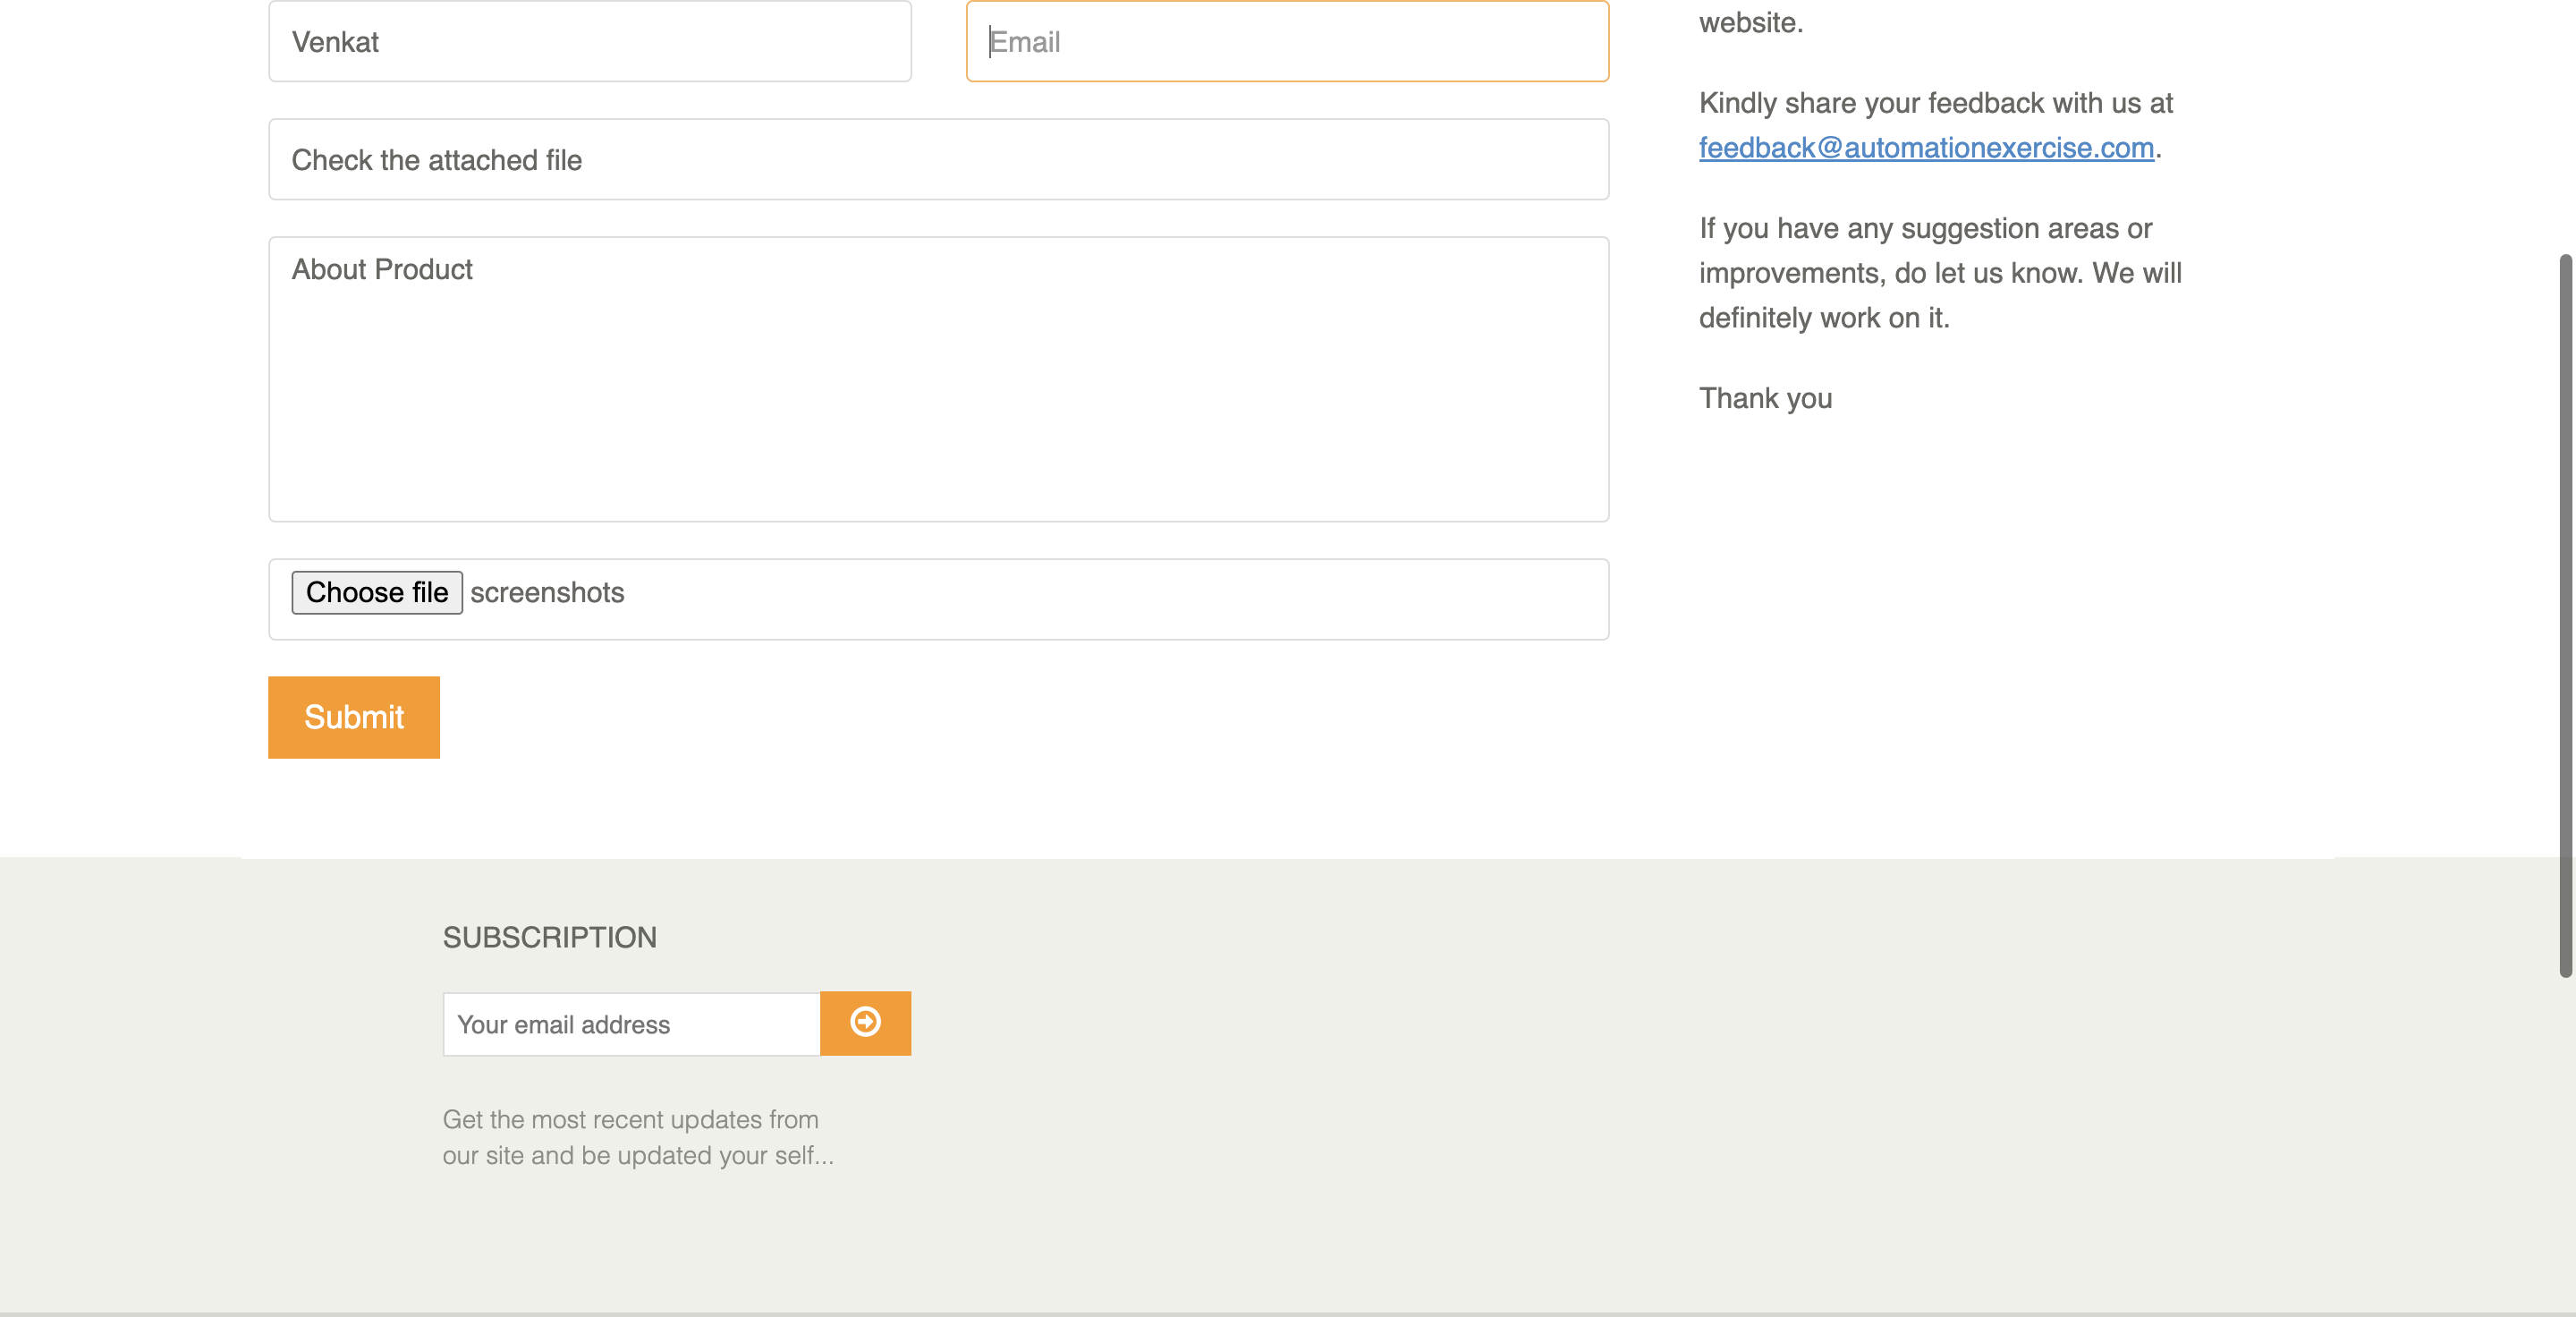 Venkat
Email
Check the attached file
About Product
Choose file screenshots
Submit
website.
Kindly share your feedback with us at
feedback@automationexercise.com.
If you have any suggestion areas or
improvements, do let us know. We will
definitely work on it.
Thank you
SUBSCRIPTION
Your email address
Get the most recent updates from
our site and be updated your self...